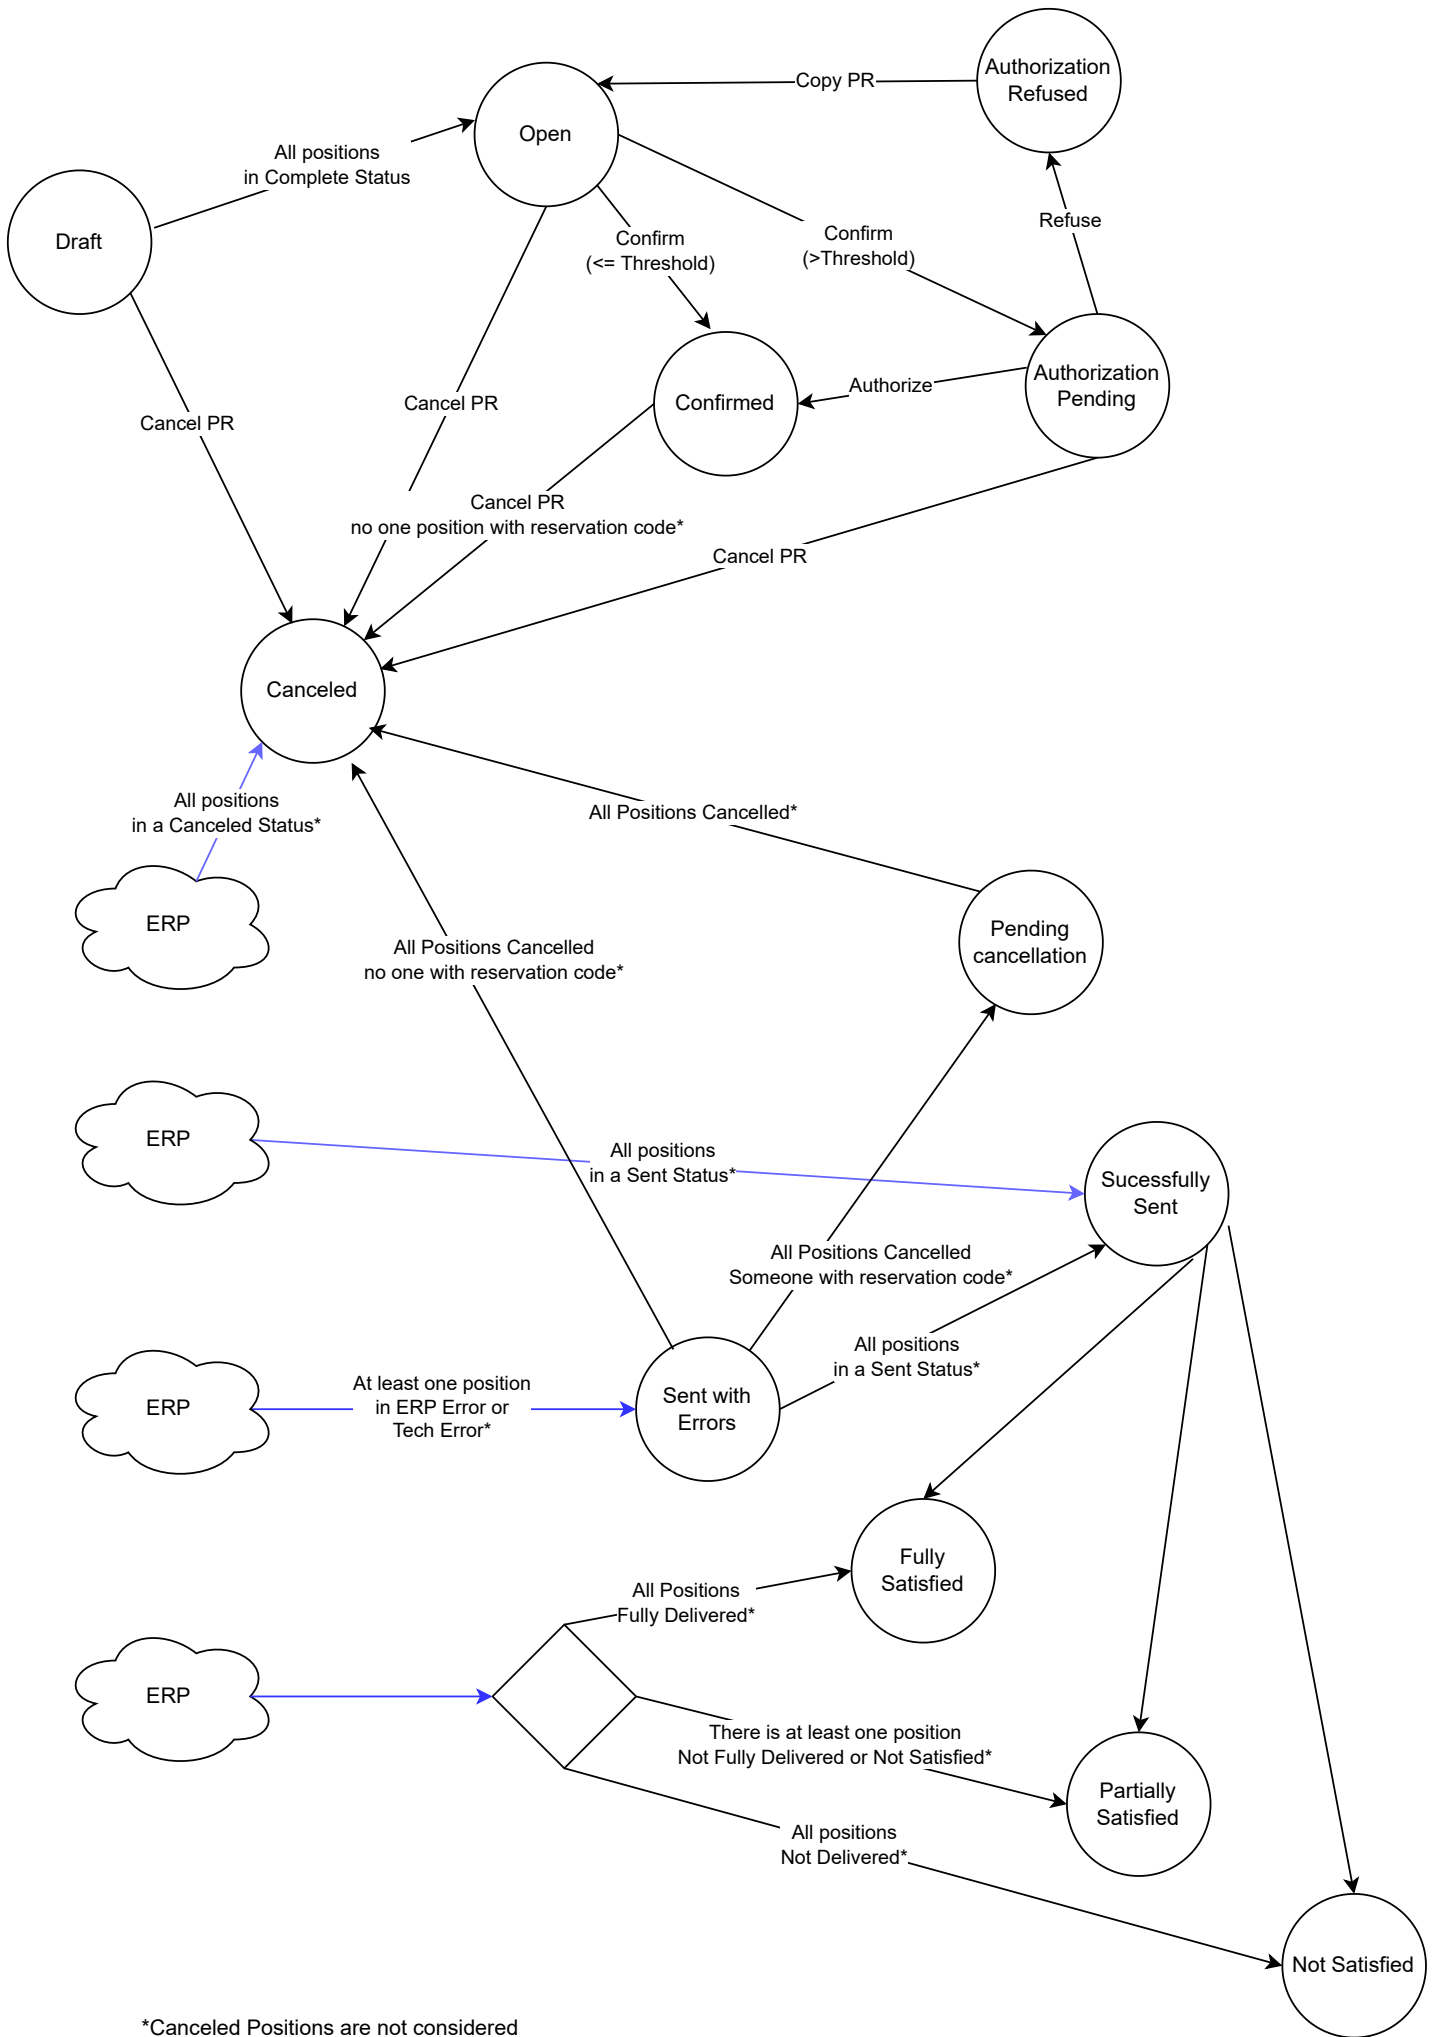 Authorization
Refused
Copy PR
Open
All positions
in Complete Status
Draft
Refuse
Confirm
(<= Threshold)
Confirm
(>Threshold)
Authorization
Pending
Authorize
Confirmed
Cancel PR
Cancel PR
Cancel PR
no one position with reservation code*
Cancel PR
Canceled
All positions
in a Canceled Status*
All Positions Cancelled*
ERP
Pending
cancellation
All Positions Cancelled
no one with reservation code*
ERP
All positions
in a Sent Status*
Sucessfully
Sent
All Positions Cancelled
Someone with reservation code*
All positions
in a Sent Status*
ERP
At least one position
in ERP Error or
Tech Error*
Sent with
Errors
Fully
Satisfied
All Positions
Fully Delivered*
ERP
There is at least one position
Not Fully Delivered or Not Satisfied*
Partially
Satisfied
All positions
Not Delivered*
Not Satisfied
*Canceled Positions are not considered